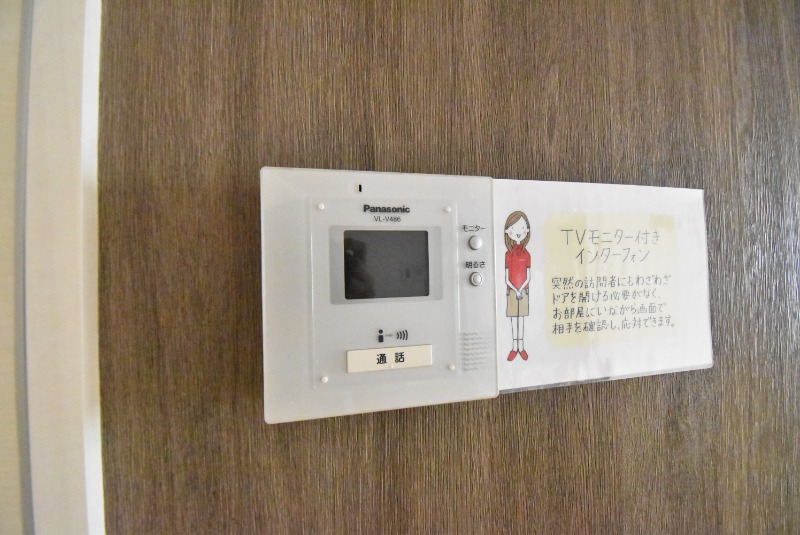 Panasonic
VL-V486
モニター
明るさ
通話
TVモニター付き
インターフォン
突然の訪問者にもわざわざ
ドアを開ける必要がなく、
お部屋にいながら画面で
相手を確認し、応対できます。